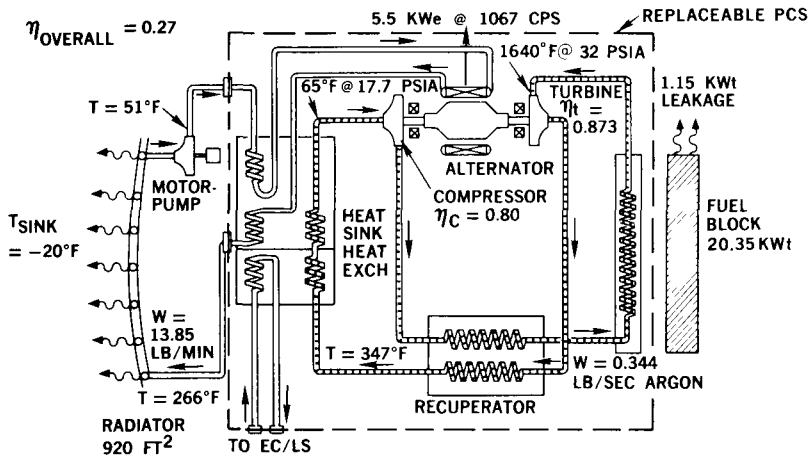 η OVERALL = 0.27
5.5 KWe @ 1067 CPS
REPLACEABLE PCS
1640°F @ 32 PSIA
65°F @ 17.7 PSIA
T = 51°F
TURBINE
ηt =
0.873
1.15 KWt
LEAKAGE
MOTOR-
PUMP
ALTERNATOR
COMPRESSOR
ηC = 0.80
TSINK
= -20°F
HEAT
SINK
HEAT
EXCH
FUEL
BLOCK
20.35 KWt
W =
13.85
LB/MIN
T = 347°F
W = 0.344
LB/SEC ARGON
T = 266°F
RECUPERATOR
RADIATOR
920 FT²
TO EC/LS